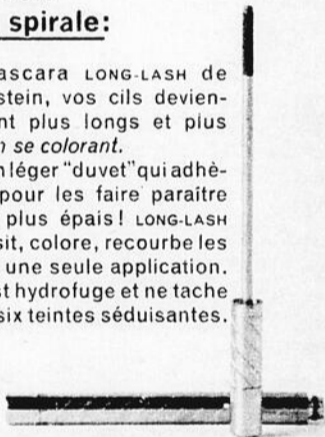 spirale:
ascara LONG-LASH de
stein, vos cils devien-
nt plus longs et plus
n se colorant.
n léger "duvet" qui adhè-
pour les faire paraître
plus épais! LONG-LASH
sit, colore, recourbe les
une seule application.
st hydrofuge et ne tache
six teintes séduisantes.